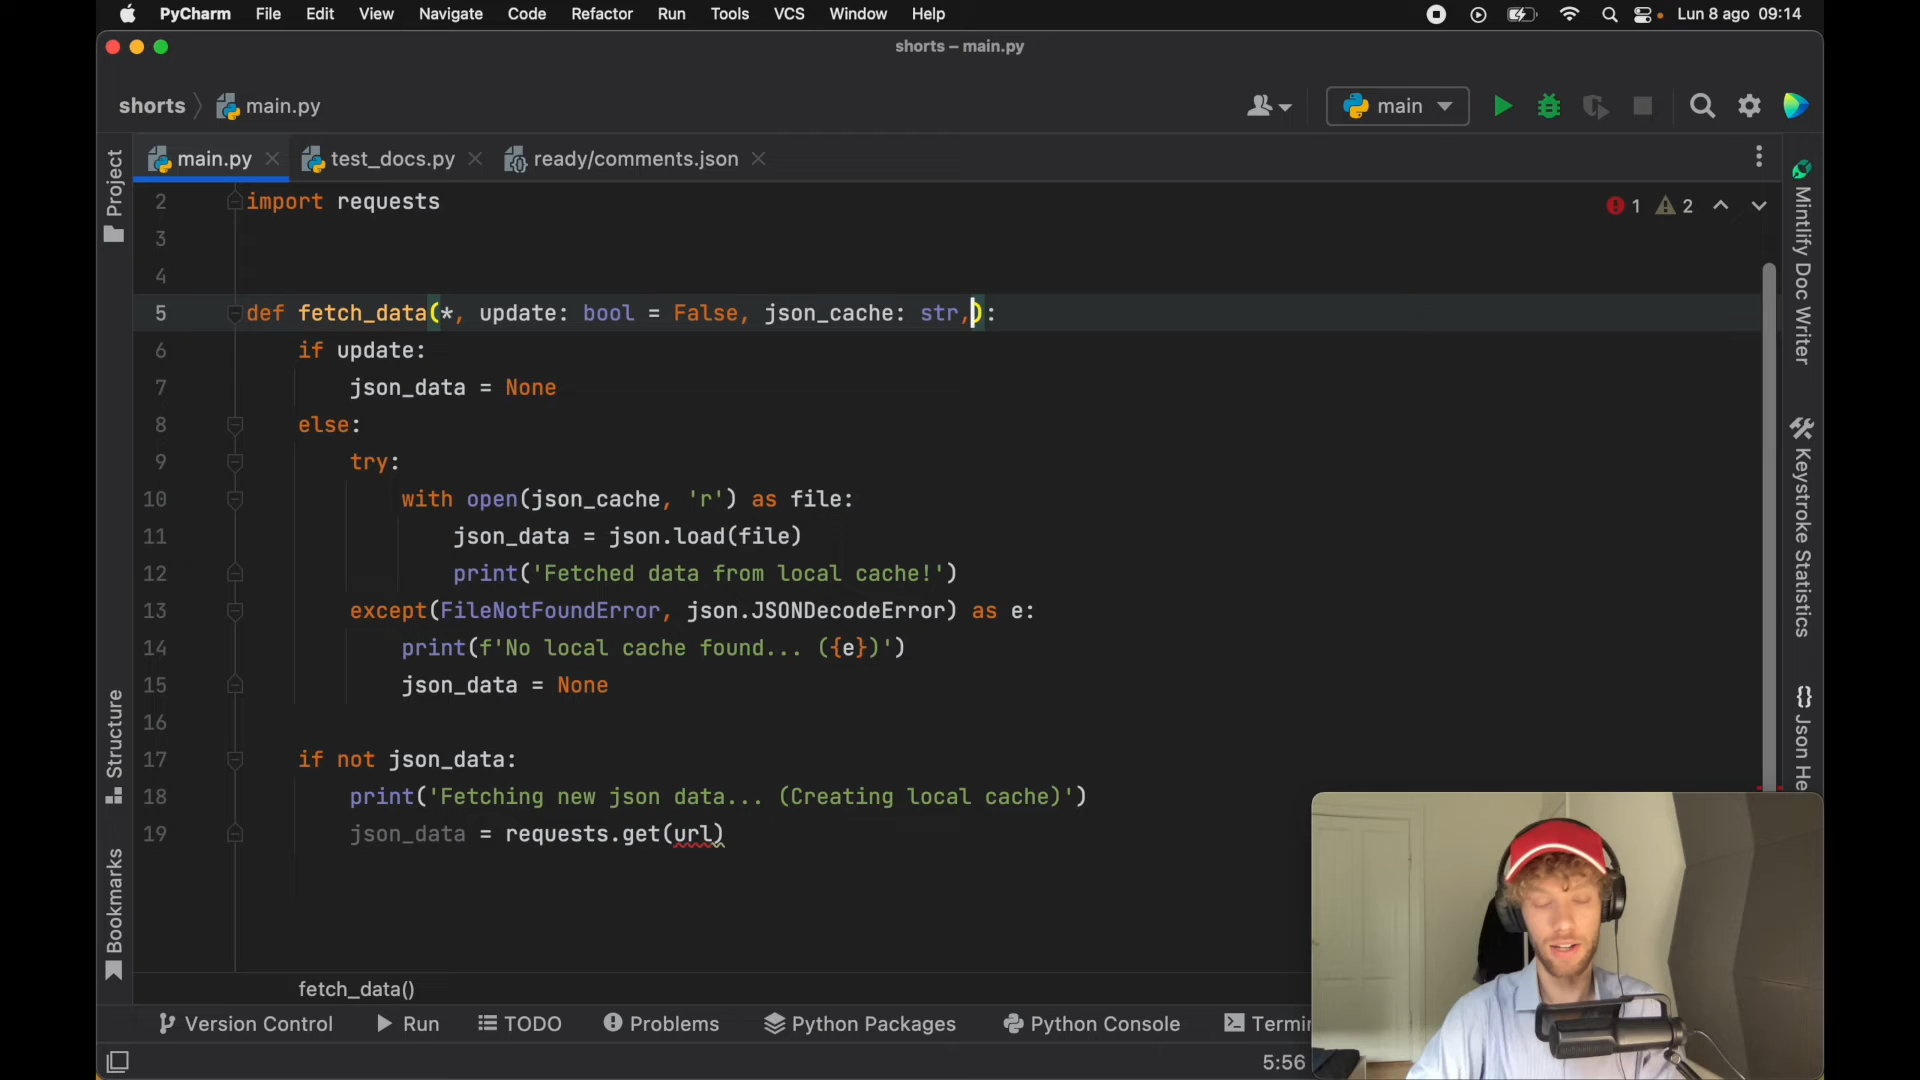 PyCharm File Edit View Navigate Code Refactor Run Tools VCS Window Help Lun 8 ago 09:14
shorts – main.py
shorts main.py main
main.py test_docs.py ready/comments.json
Project
Structure
Bookmarks
1 2
2 import requests
3
4
5 def fetch_data(*, update: bool = False, json_cache: str,):
6 if update:
7 json_data = None
8 else:
9 try:
10 with open(json_cache, 'r') as file:
11 json_data = json.load(file)
12 print('Fetched data from local cache!')
13 except(FileNotFoundError, json.JSONDecodeError) as e:
14 print(f'No local cache found... ({e})')
15 json_data = None
16
17 if not json_data:
18 print('Fetching new json data... (Creating local cache)')
19 json_data = requests.get(url)
Mintlify Doc Writer
Keystroke Statistics
Json He
fetch_data()
Version Control Run TODO Problems Python Packages Python Console Termin
5:56